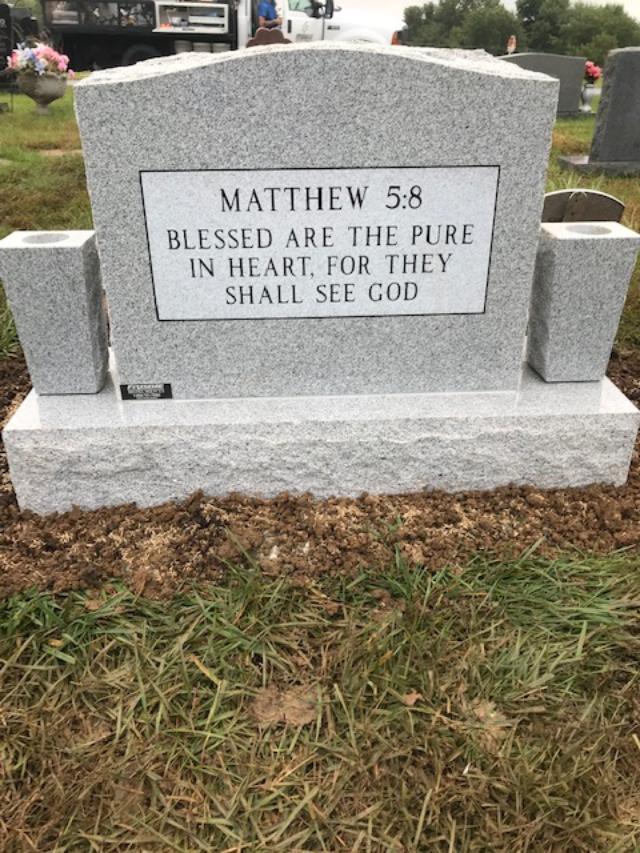 MATTHEW 5:8
BLESSED ARE THE PURE
IN HEART, FOR THEY
SHALL SEE GOD